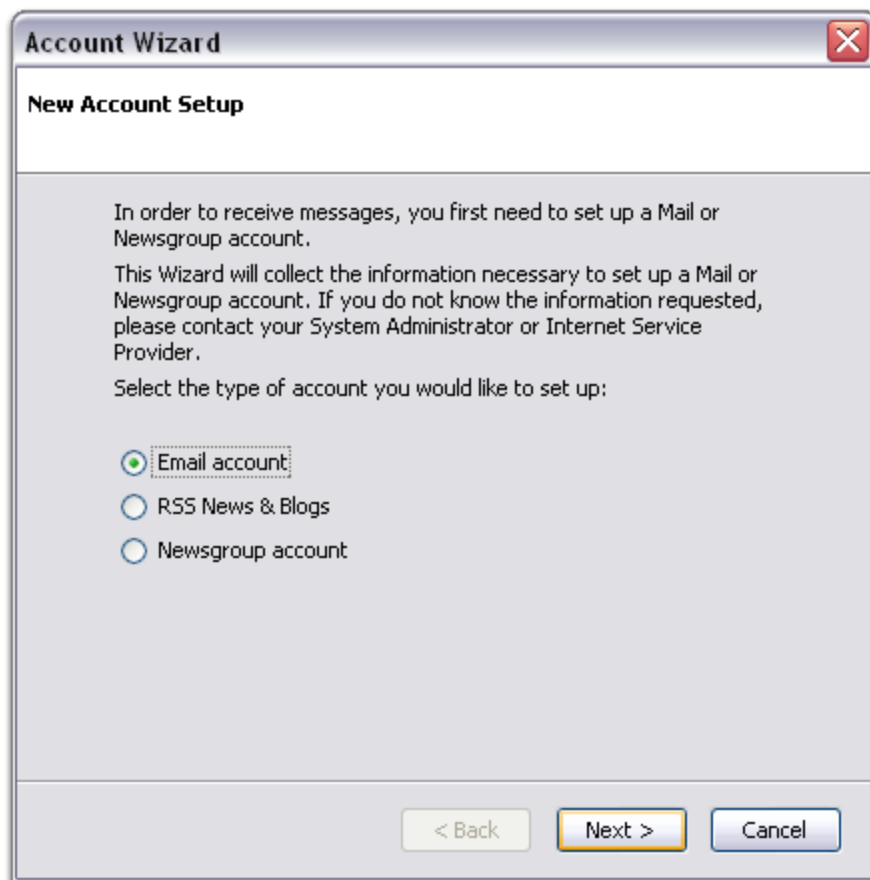 Account Wizard
New Account Setup
In order to receive messages, you first need to set up a Mail or
Newsgroup account.
This Wizard will collect the information necessary to set up a Mail or
Newsgroup account. If you do not know the information requested,
please contact your System Administrator or Internet Service
Provider.
Select the type of account you would like to set up:
Email account
RSS News & Blogs
Newsgroup account
< Back Next > Cancel